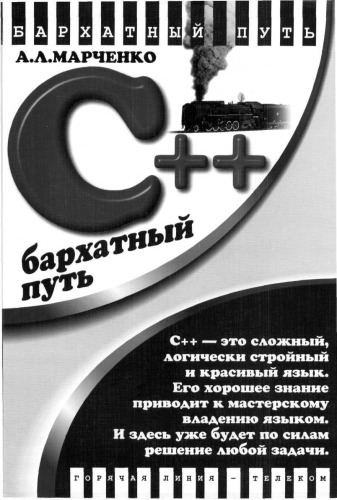 БАРХАТНЫЙ ПУТЬ
А.Л.МАРЧЕНКО
C++
бархатный
путь
C++ — это сложный,
логически стройный
и красивый язык.
Его хорошее знание
приводит к мастерскому
владению языком.
И здесь уже будет по силам
решение любой задачи.
ГОРЯЧАЯ ЛИНИЯ - ТЕЛЕКОМ